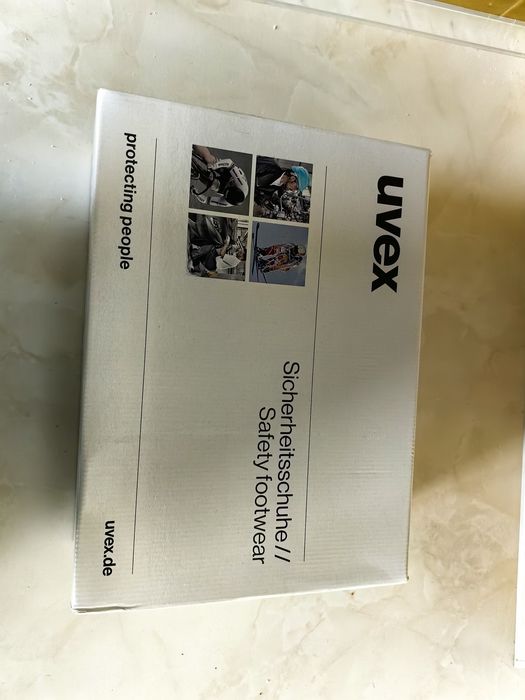 uvex
Sicherheitsschuhe //
Safety footwear
protecting people
uvex.de